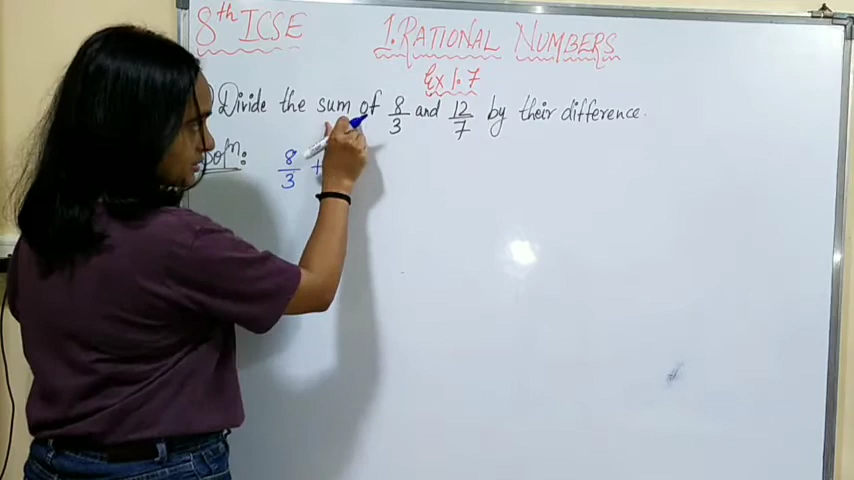 8th ICSE
1. RATIONAL NUMBERS
Ex 1.7
) Divide the sum of 8/3 and 12/7 by their difference.
oln:
8/3 +